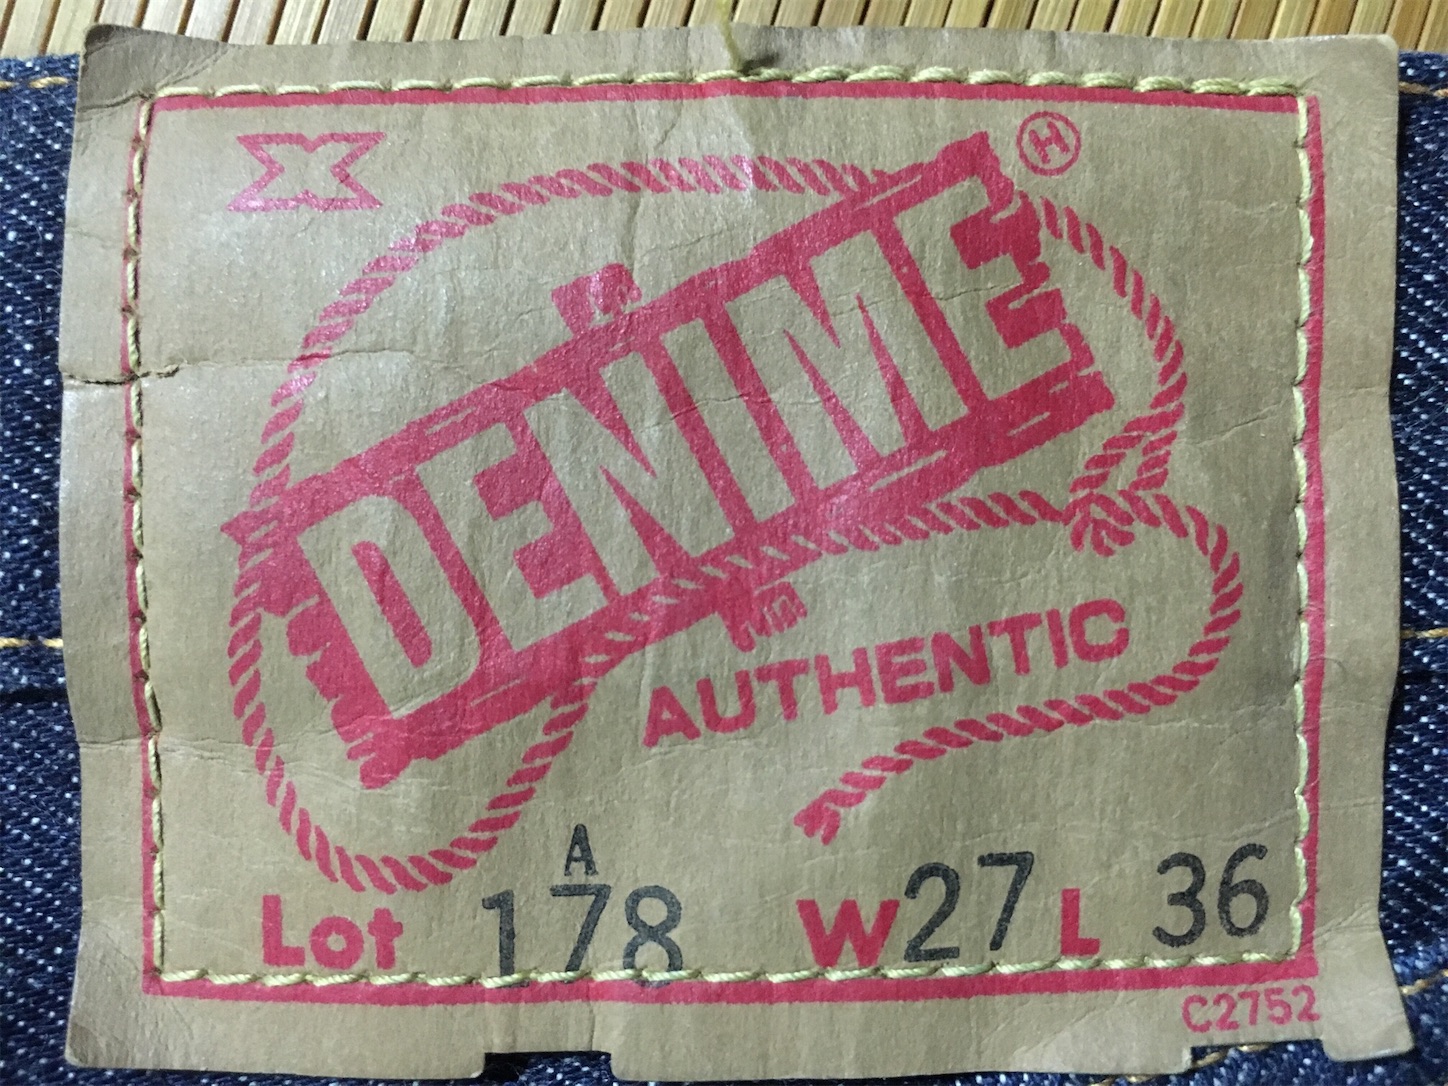 X
H
DENIME
AUTHENTIC
A
Lot 178 W27 L 36
C2752